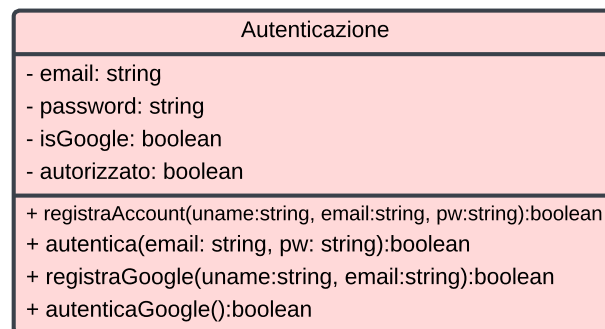 Autenticazione
- email: string
- password: string
- isGoogle: boolean
- autorizzato: boolean
+ registraAccount(uname:string, email:string, pw:string):boolean
+ autentica(email: string, pw: string):boolean
+ registraGoogle(uname:string, email:string):boolean
+ autenticaGoogle():boolean